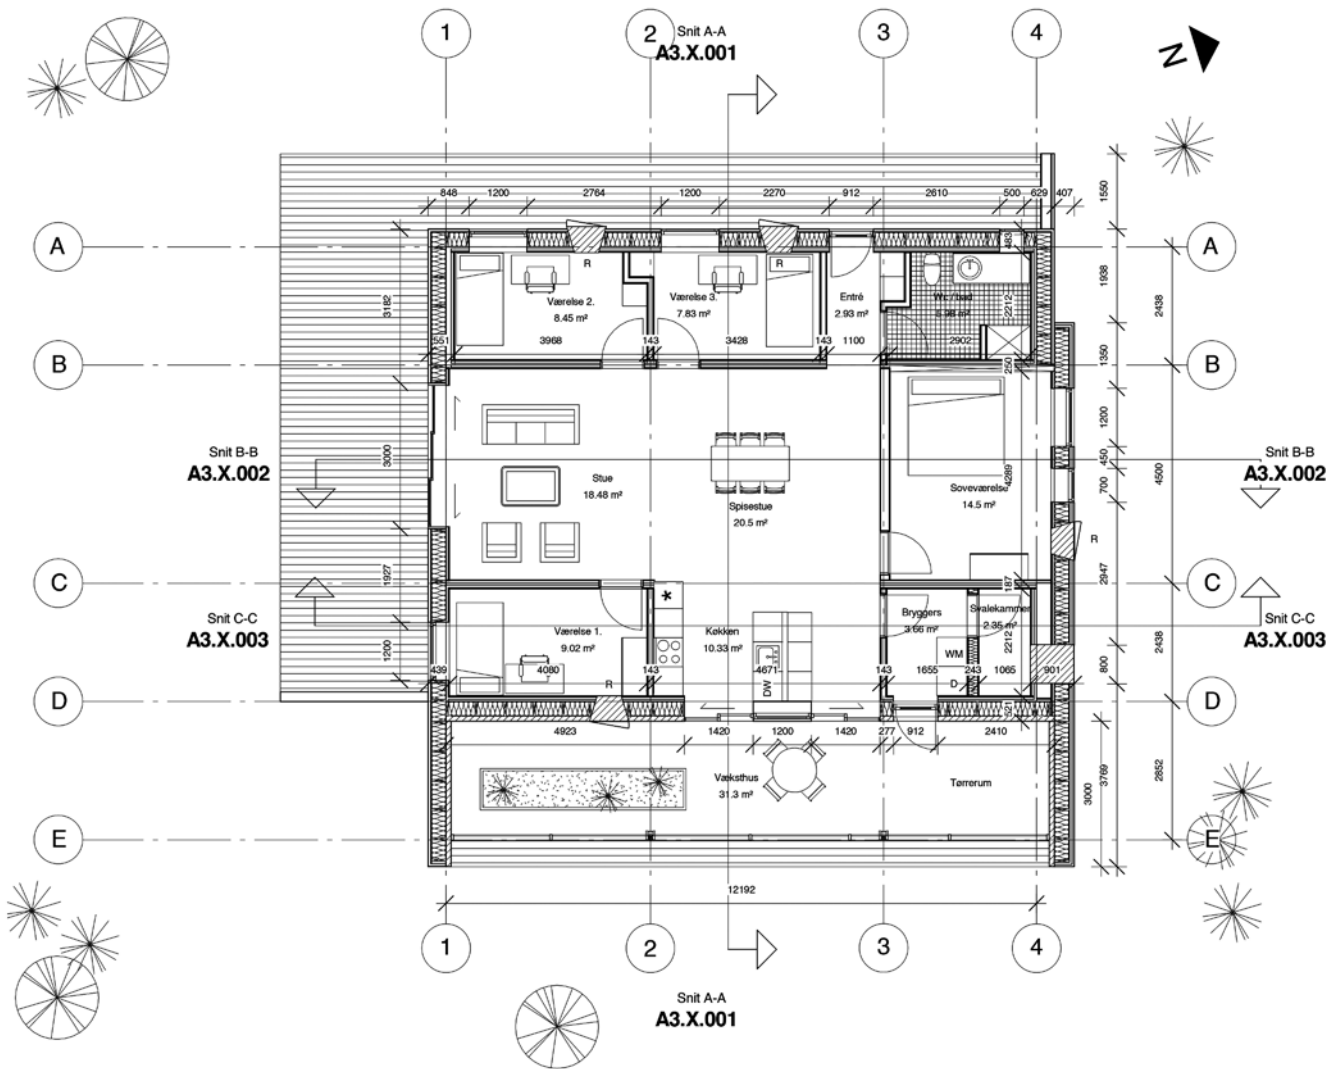 1
2
3
4
Snit A-A
A3.X.001
N
848
1200
2764
1200
2270
912
2610
500
629
407
1550
A
A
483
R
R
Værelse 2.
8.45 m²
Værelse 3.
7.83 m²
Entré
2.93 m²
Wc / bad
5.98 m²
2212
3182
1938
2438
551
3968
143
3428
143
1100
2902
B
B
250
1350
1200
Snit B-B
A3.X.002
Snit B-B
A3.X.002
3000
450
4500
700
Stue
18.48 m²
Spisestue
20.5 m²
Soveværelse
14.5 m²
4289
R
1927
2947
C
C
187
Snit C-C
A3.X.003
Snit C-C
A3.X.003
Værelse 1.
9.02 m²
Køkken
10.33 m²
Bryggers
3.66 m²
Svalekammer
2.35 m²
2212
2438
1200
WM
800
439
4080
143
4671
143
1655
243
1065
901
R
DW
D
D
D
521
4923
1420
1200
1420
277
912
2410
Væksthus
31.3 m²
Tørrerum
3000
3769
2852
E
E
12192
1
2
3
4
Snit A-A
A3.X.001